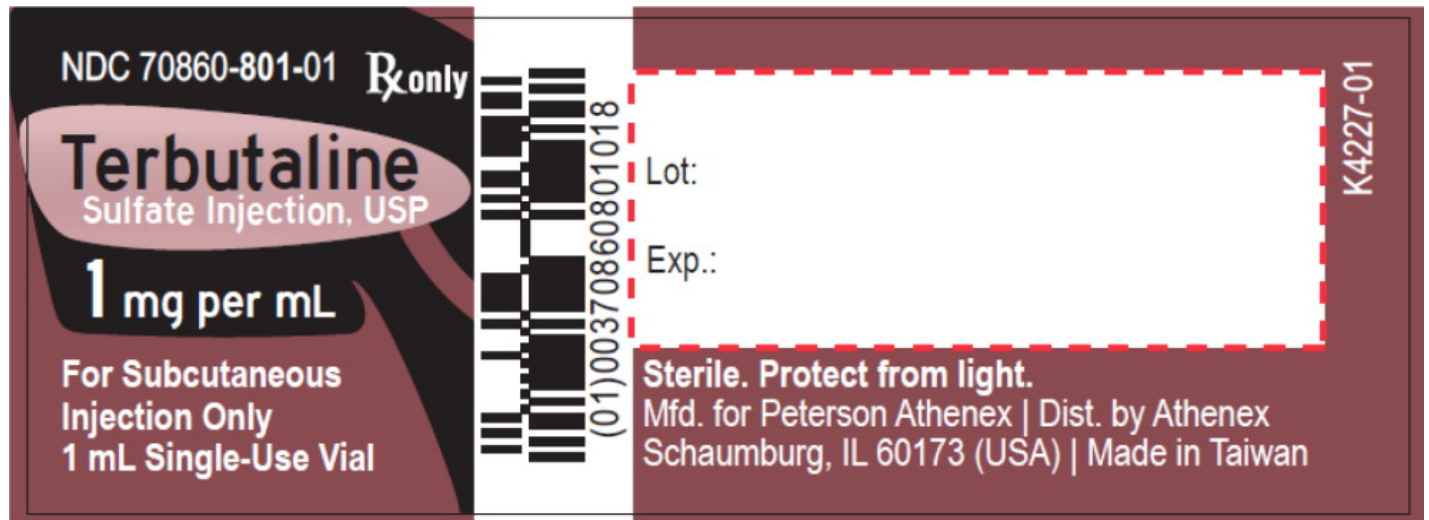 NDC 70860-801-01 Rx only
Terbutaline
Sulfate Injection, USP
1 mg per mL
For Subcutaneous
Injection Only
1 mL Single-Use Vial
(01)00370860801018
Lot:
Exp.:
Sterile. Protect from light.
Mfd. for Peterson Athenex | Dist. by Athenex
Schaumburg, IL 60173 (USA) | Made in Taiwan
K4227-01